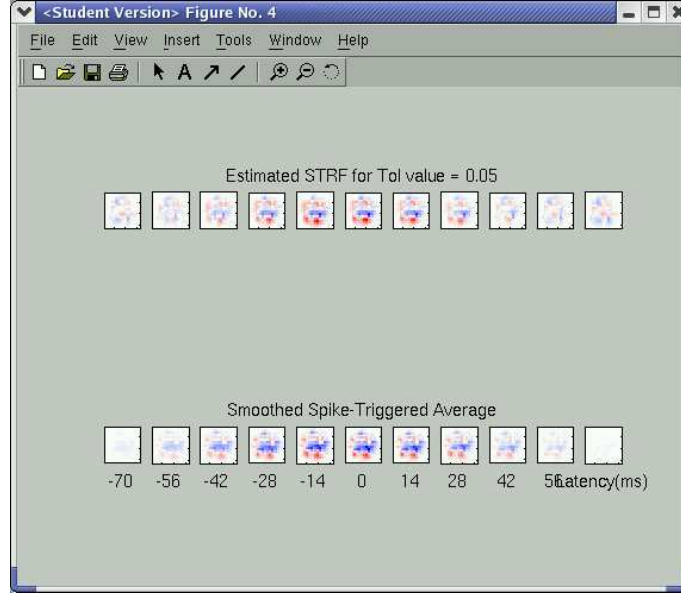 <Student Version> Figure No. 4
File Edit View Insert Tools Window Help
A
Estimated STRF for Tol value = 0.05
Smoothed Spike-Triggered Average
-70 -56 -42 -28 -14 0 14 28 42 56 Latency(ms)